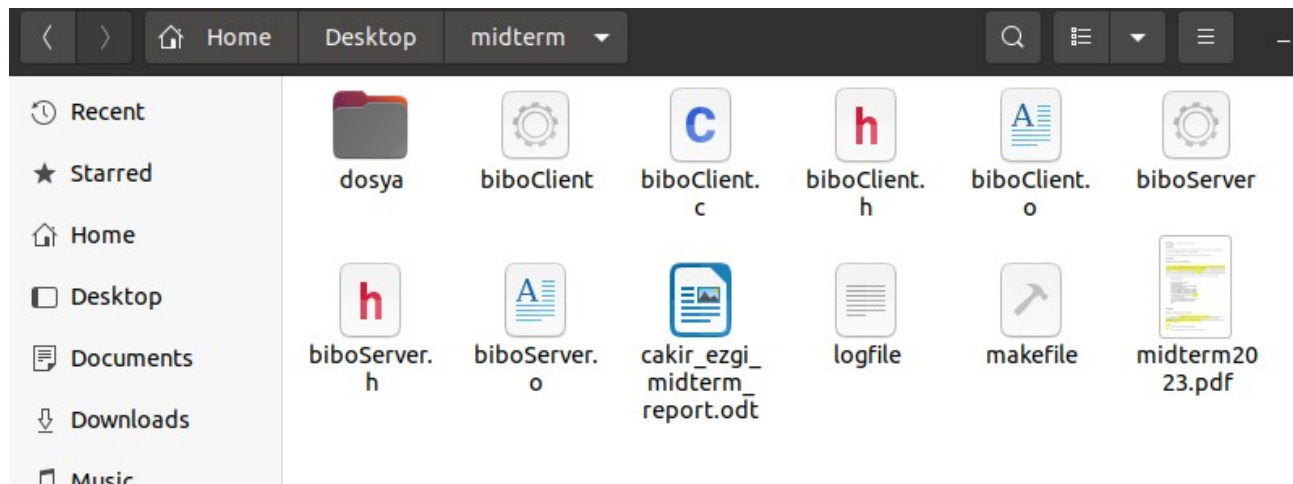 Home Desktop midterm
Recent
Starred
Home
Desktop
Documents
Downloads
Music
dosya biboClient biboClient. biboClient. biboClient. biboServer
c h o
biboServer. biboServer. cakir_ezgi_ logfile makefile midterm20
h o midterm_ 23.pdf
report.odt